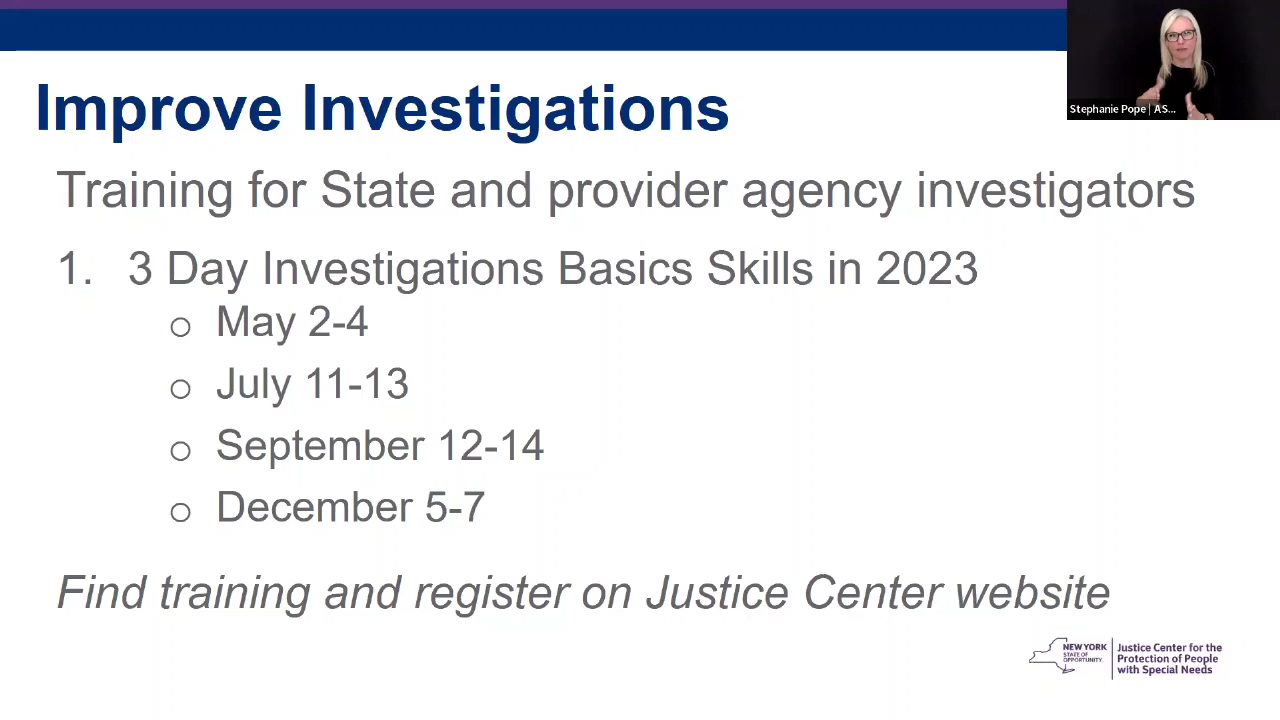 Improve Investigations
Stephanie Pope | AS...
Training for State and provider agency investigators
1. 3 Day Investigations Basics Skills in 2023
o May 2-4
o July 11-13
o September 12-14
o December 5-7
Find training and register on Justice Center website
NEW YORK
STATE OF
OPPORTUNITY.
Justice Center for the
Protection of People
with Special Needs